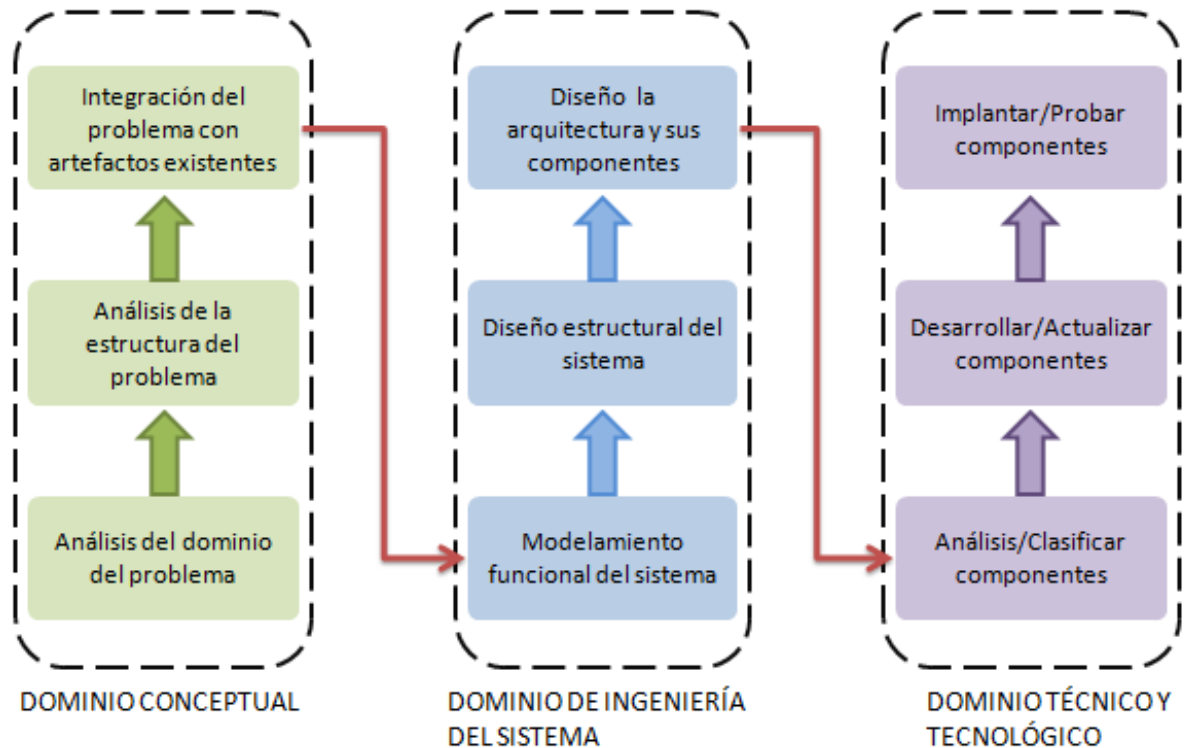 Integración del
problema con
artefactos existentes
Análisis de la
estructura del
problema
Análisis del dominio
del problema
DOMINIO CONCEPTUAL
Diseño la
arquitectura y sus
componentes
Diseño estructural del
sistema
Modelamiento
funcional del sistema
DOMINIO DE INGENIERÍA
DEL SISTEMA
Implantar/Probar
componentes
Desarrollar/Actualizar
componentes
Análisis/Clasificar
componentes
DOMINIO TÉCNICO Y
TECNOLÓGICO